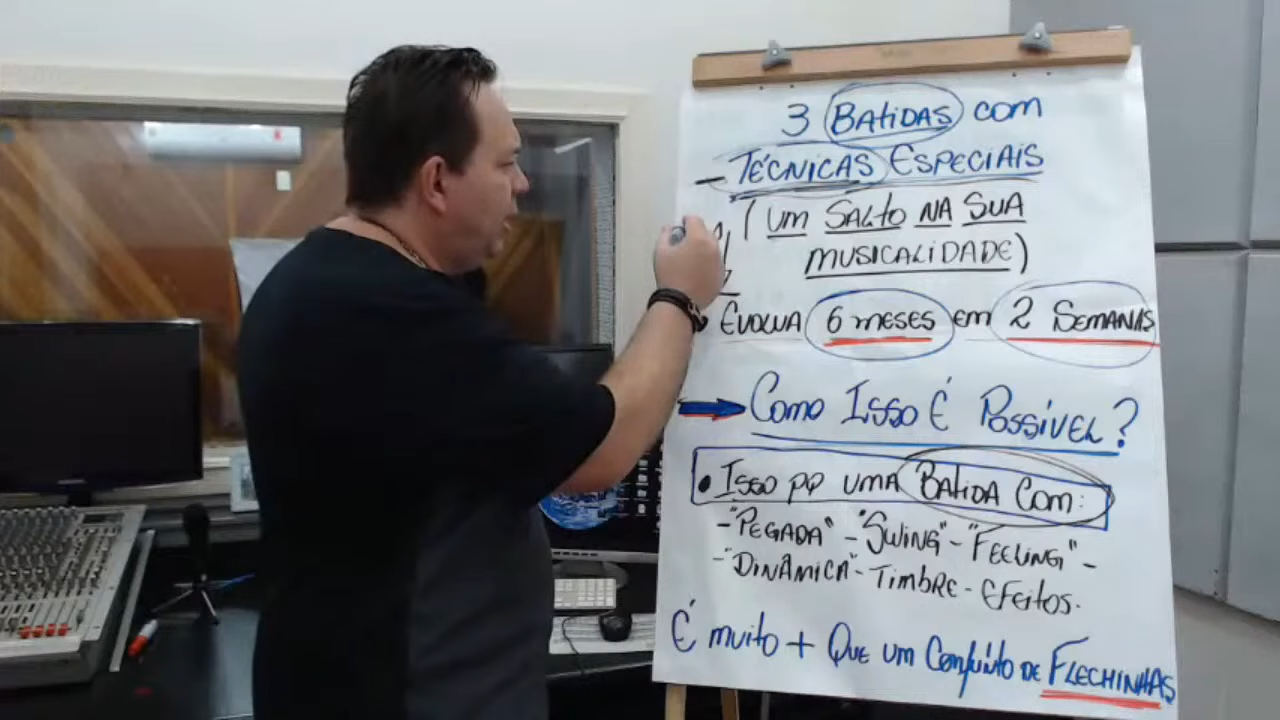 3 BATIDAS COM
- TÉCNICAS ESPECIAIS
( UM SALTO NA SUA
MUSICALIDADE)
EVOLUA 6 MESES EM 2 SEMANAS
COMO ISSO É POSSÍVEL?
• ISSO PQ UMA BATIDA COM:
-"PEGADA" - "SWING" - "FEELING" -
-"DINÂMICA" - TIMBRE - EFEITOS.
É MUITO + QUE UM CONJUNTO DE FLECHINHAS